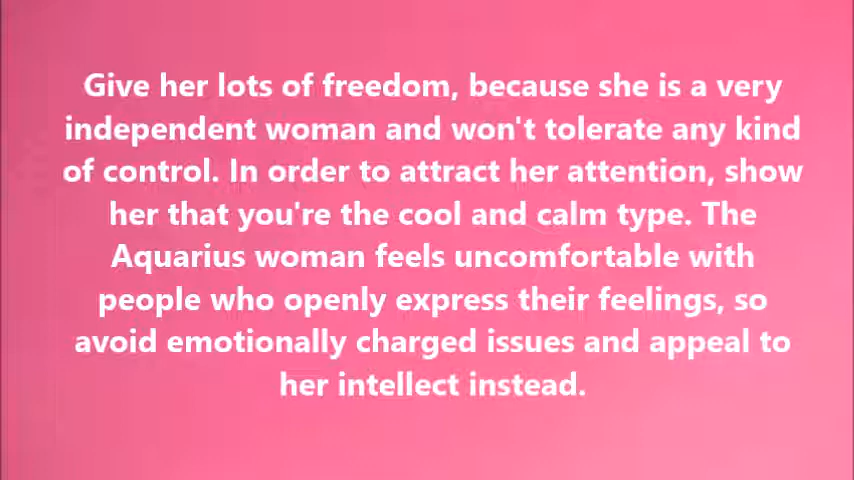 Give her lots of freedom, because she is a very
independent woman and won't tolerate any kind
of control. In order to attract her attention, show
her that you're the cool and calm type. The
Aquarius woman feels uncomfortable with
people who openly express their feelings, so
avoid emotionally charged issues and appeal to
her intellect instead.